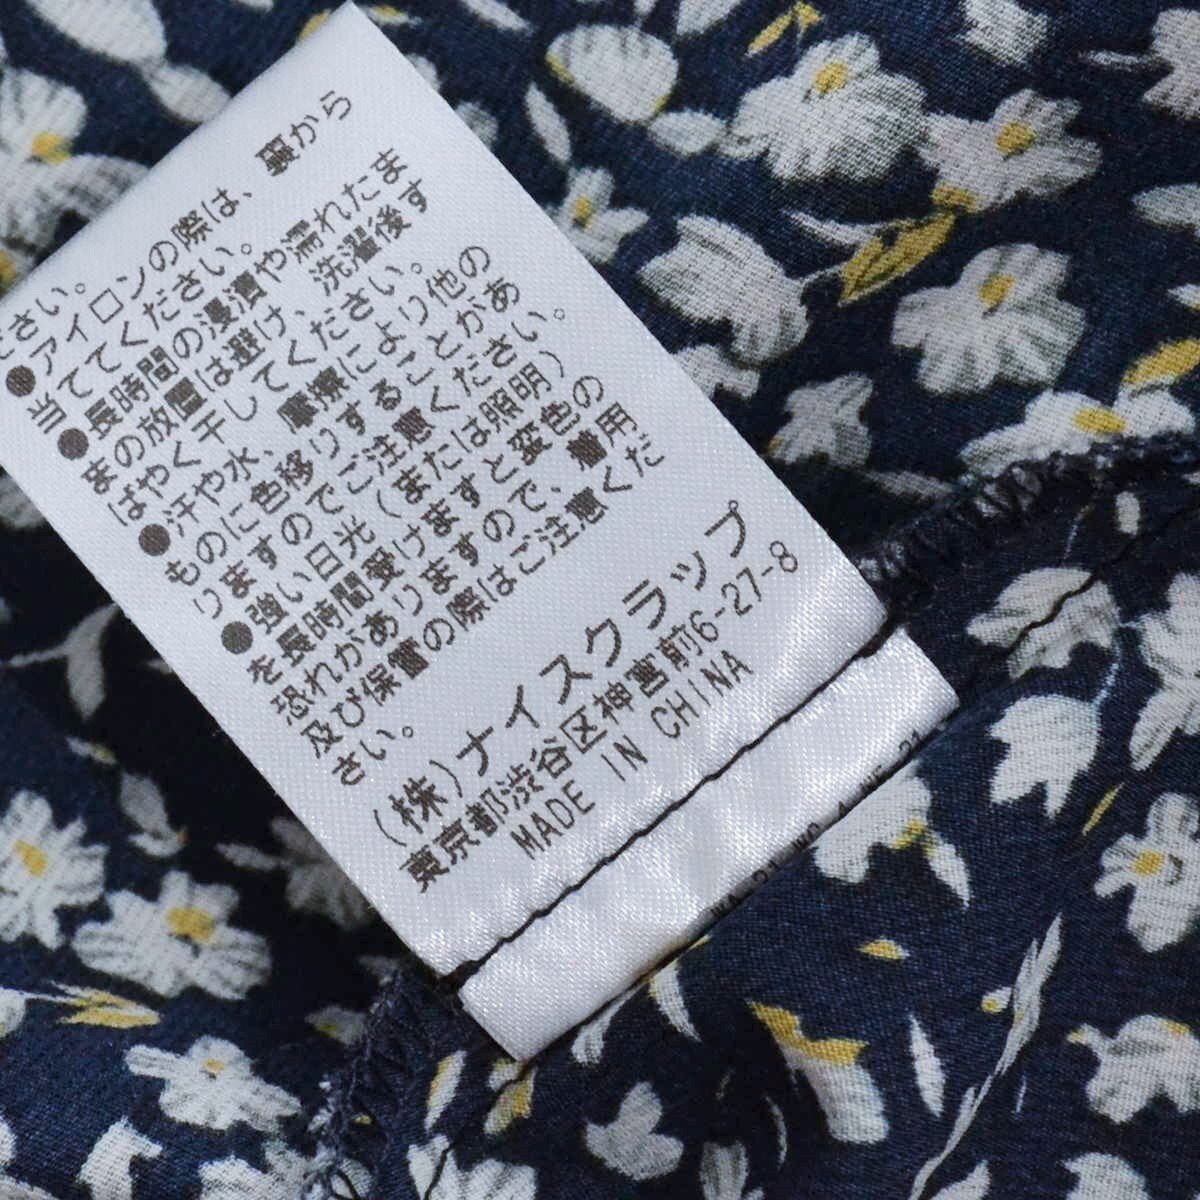 ださい。
●アイロンの際は、裏から
当ててください。
●長時間の浸漬や濡れたま
まの放置は避け、洗濯後す
ばやく干してください。
●汗や水、摩擦により他の
ものに色移りすることがあ
りますのでご注意ください。
●強い日光(または照明)
を長時間受けますと変色の
恐れがありますので、着用
及び保管の際はご注意くだ
さい。
(株)ナイスクラップ
東京都渋谷区神宮前6-27-8
MADE IN CHINA